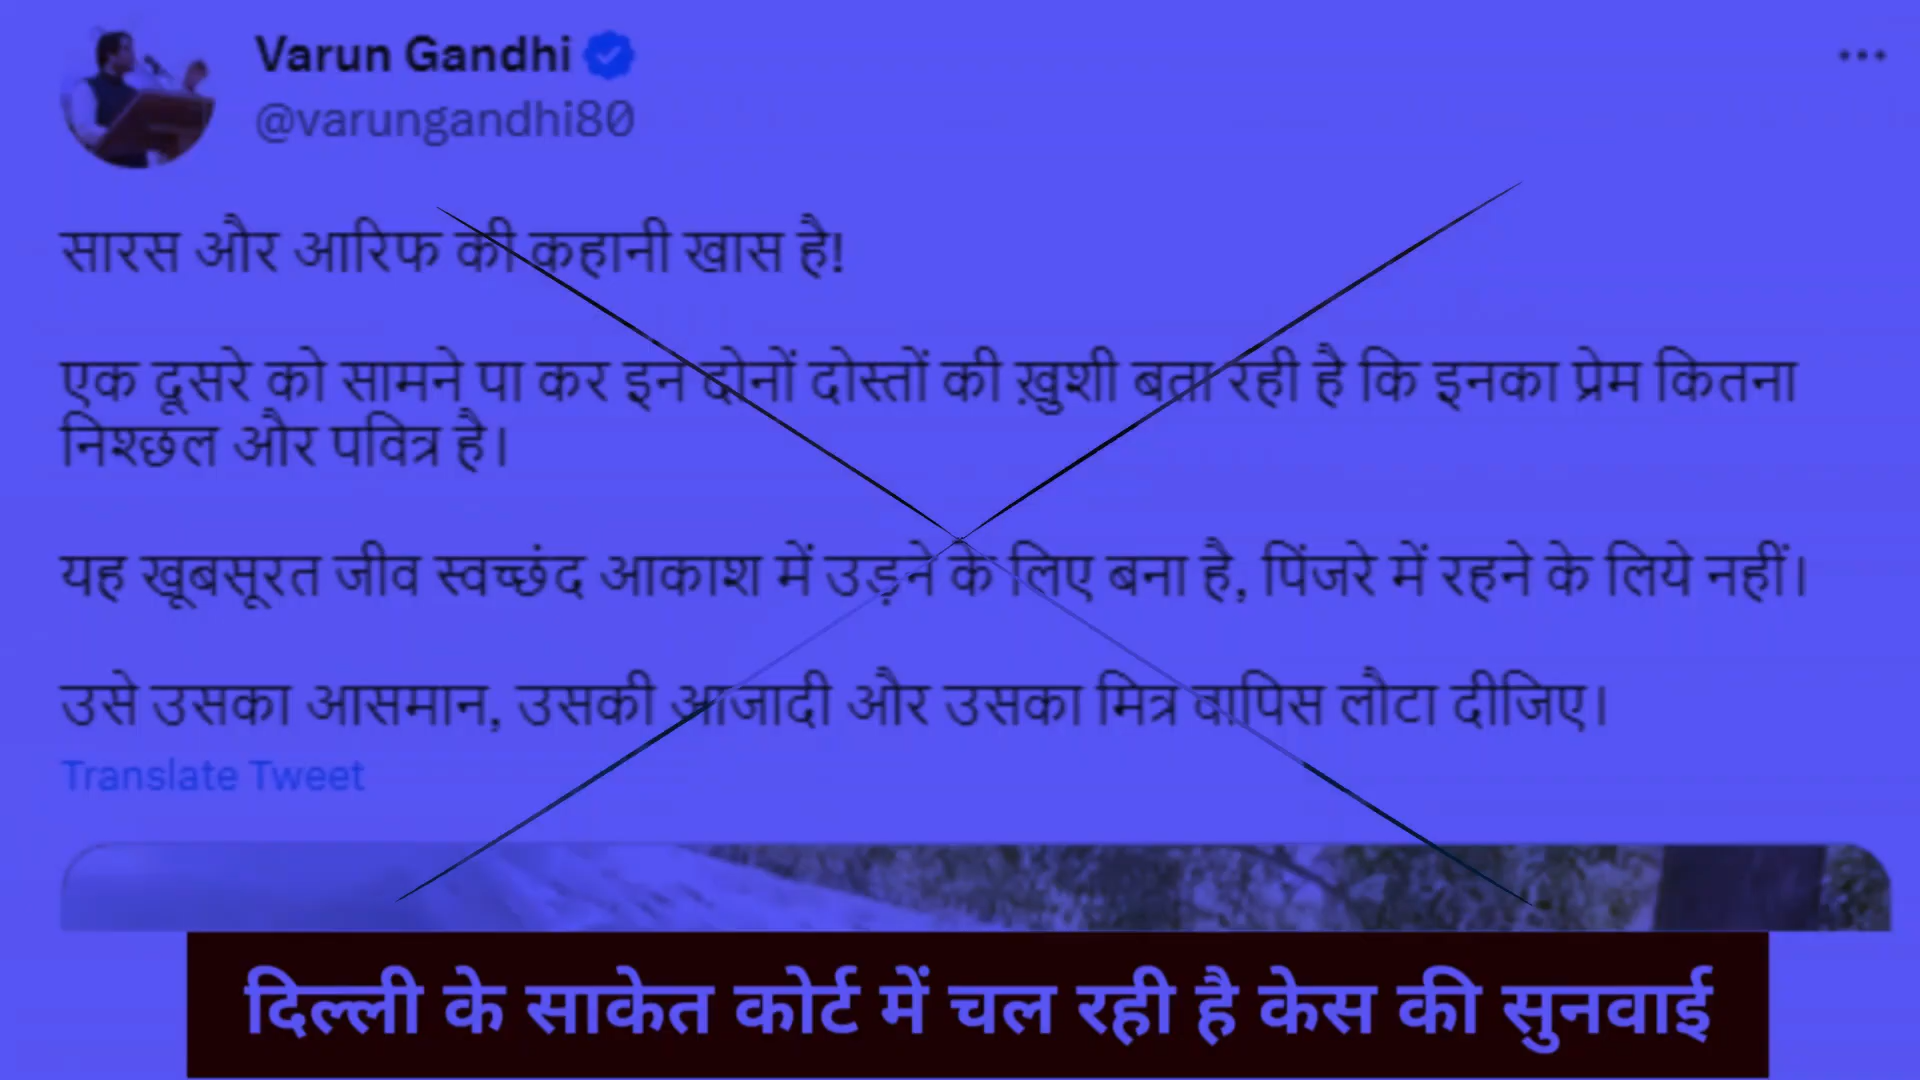 Varun Gandhi
@varungandhi80
सारस और आरिफ की कहानी खास है!
एक दूसरे को सामने पा कर इन दोनों दोस्तों की ख़ुशी बता रही है कि इनका प्रेम कितना
निश्छल और पवित्र है।
यह खूबसूरत जीव स्वच्छंद आकाश में उड़ने के लिए बना है, पिंजरे में रहने के लिये नहीं।
उसे उसका आसमान, उसकी आजादी और उसका मित्र वापिस लौटा दीजिए।
Translate Tweet
दिल्ली के साकेत कोर्ट में चल रही है केस की सुनवाई